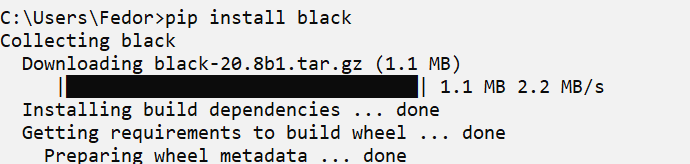 C:\Users\Fedor>pip install black
Collecting black
  Downloading black-20.8b1.tar.gz (1.1 MB)
     |████████████████████████████████| 1.1 MB 2.2 MB/s
  Installing build dependencies ... done
  Getting requirements to build wheel ... done
    Preparing wheel metadata ... done